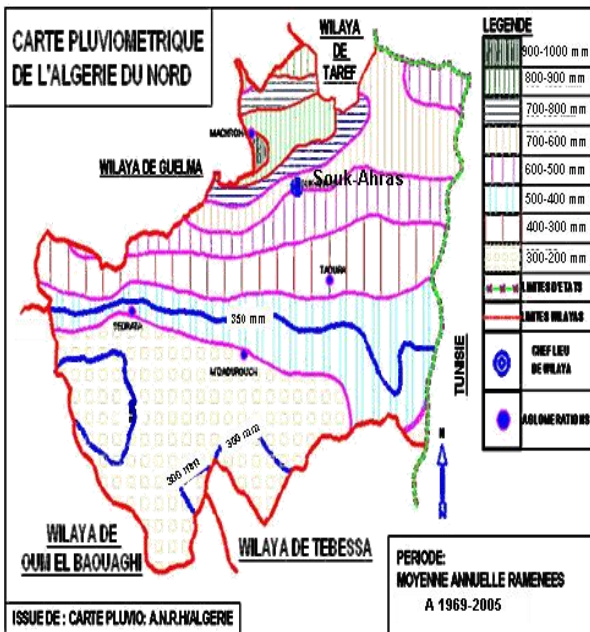 CARTE PLUVIOMETRIQUE
DE L'ALGERIE DU NORD
WILAYA
DE
TAREF
WILAYA DE GUELMA
Souk-Ahras
TAOURA
350 mm
SEDRATA
M'DAOUROUCH
TUNISIE
300 mm
350 mm
N
WILAYA DE
OUM EL BAOUAGHI
WILAYA DE TEBESSA
ISSUE DE : CARTE PLUVIO: A.N.R.H/ALGERIE
LEGENDE
900-1000 mm
800-900 mm
700-800 mm
700-600 mm
600-500 mm
500-400 mm
400-300 mm
300-200 mm
LIMITES D'ETATS
LIMITES WILAYAS
CHEF LIEU
DE WILAYA
AGLOMERATIONS
PERIODE:
MOYENNE ANNUELLE RAMENEES
A 1969-2005